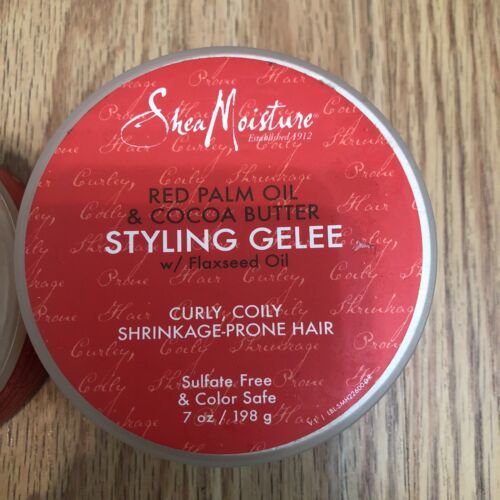 SheaMoisture
Established 1912
RED PALM OIL
& COCOA BUTTER
STYLING GELEE
w/ Flaxseed Oil
CURLY, COILY
SHRINKAGE-PRONE HAIR
Sulfate Free
& Color Safe
7 oz / 198 g